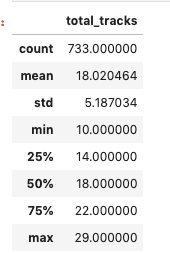 total_tracks
count 733.000000
mean 18.020464
std 5.187034
min 10.000000
25% 14.000000
50% 18.000000
75% 22.000000
max 29.000000